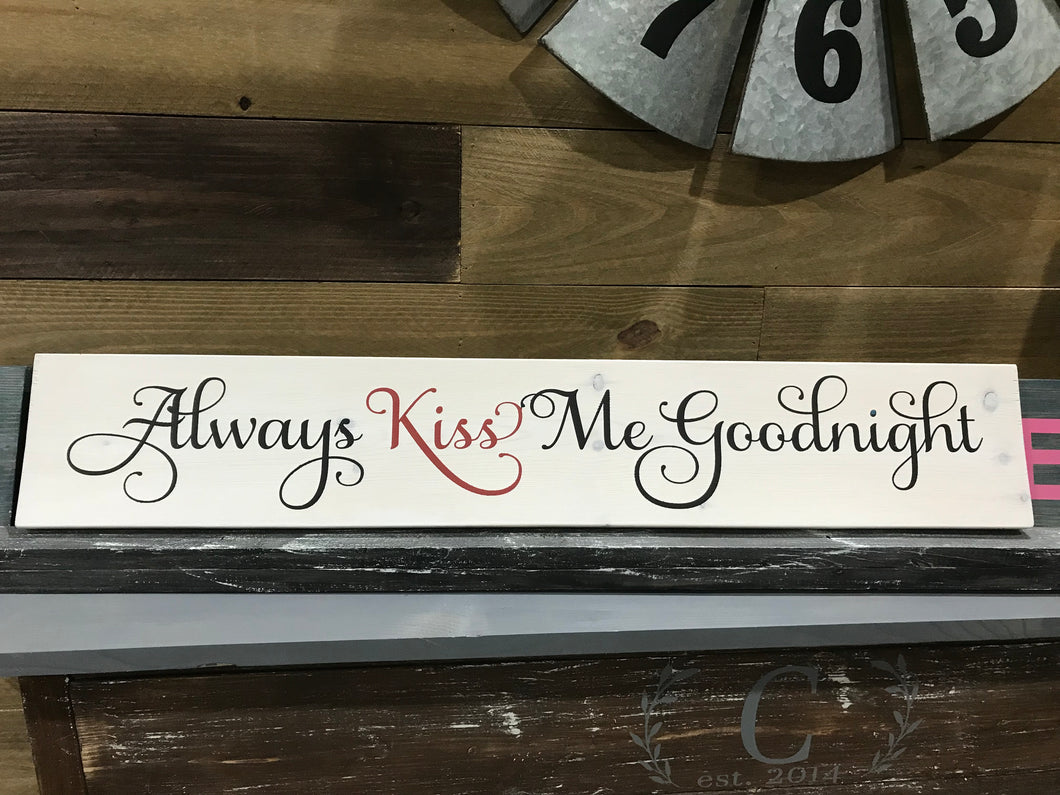 7 6 5
Always Kiss Me Goodnight
C
est. 2014